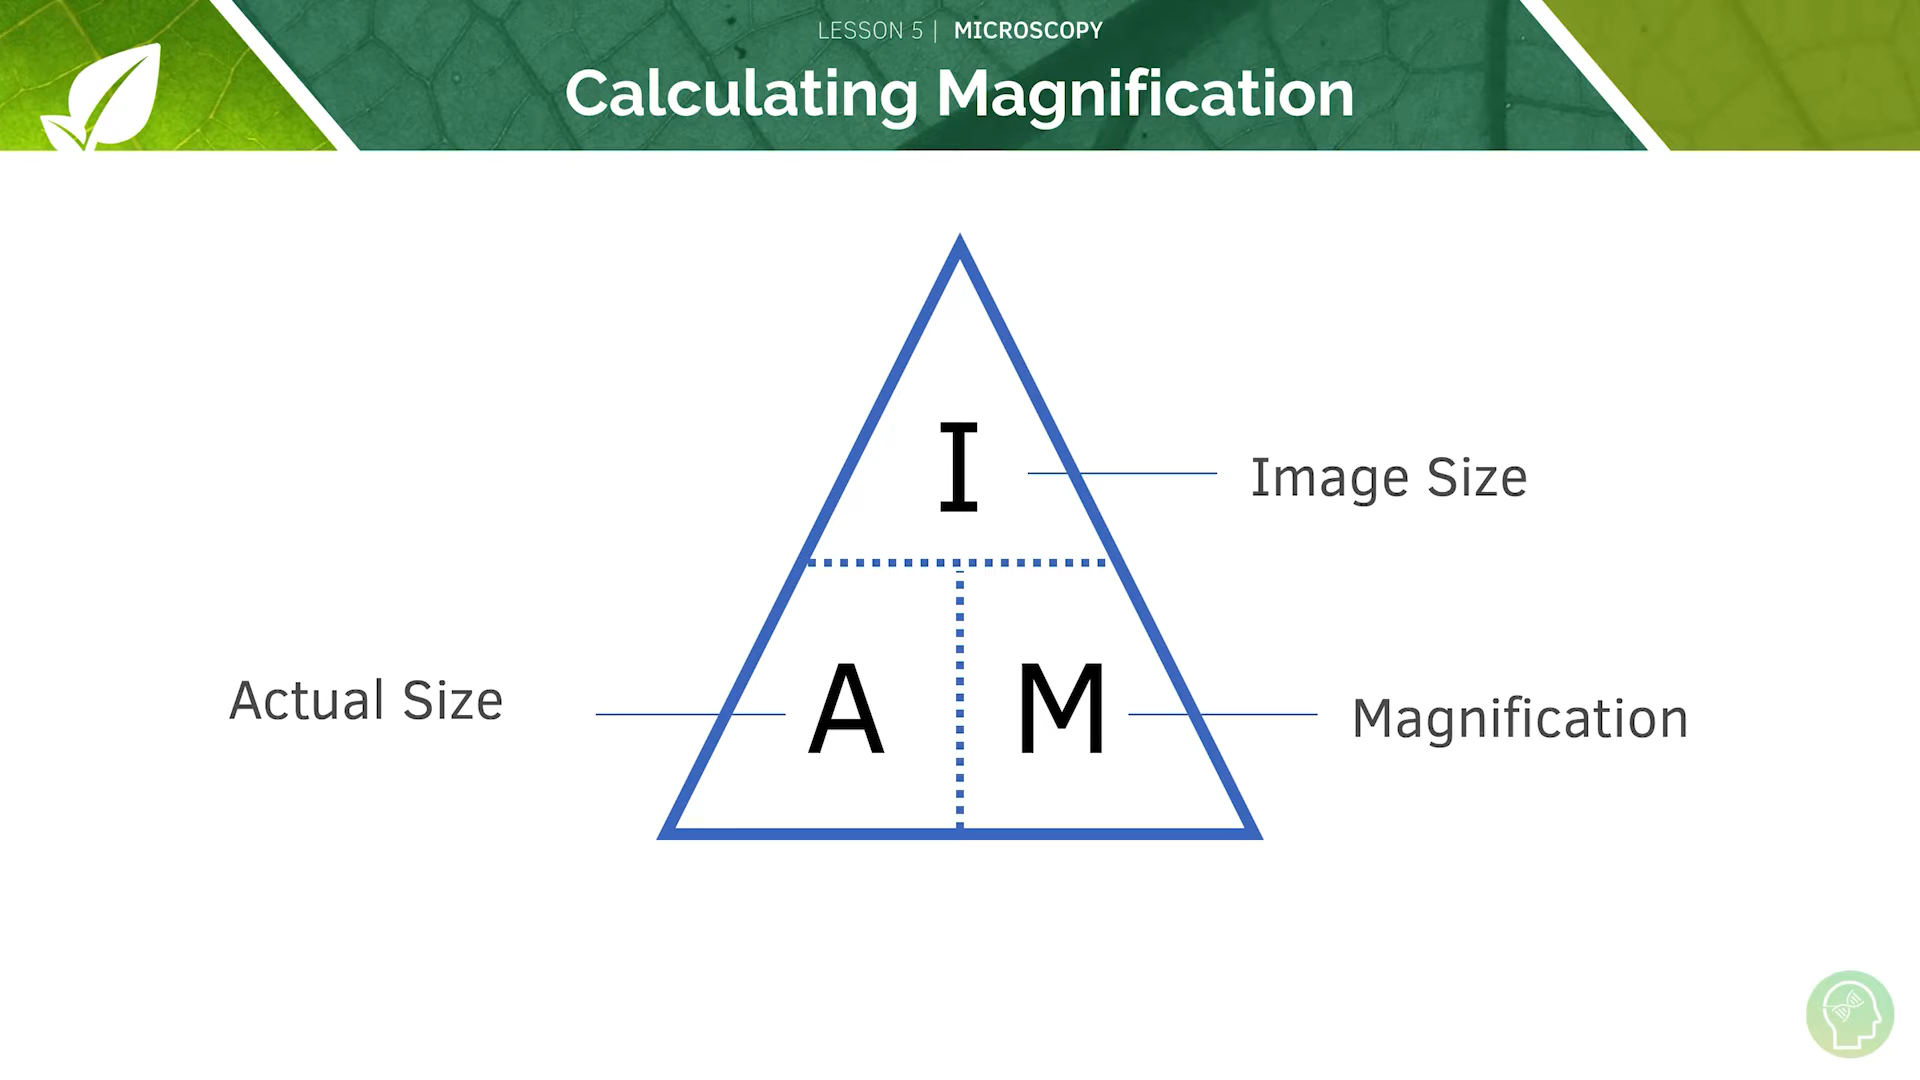 LESSON 5 | MICROSCOPY
Calculating Magnification
I
Image Size
Actual Size
A
M
Magnification